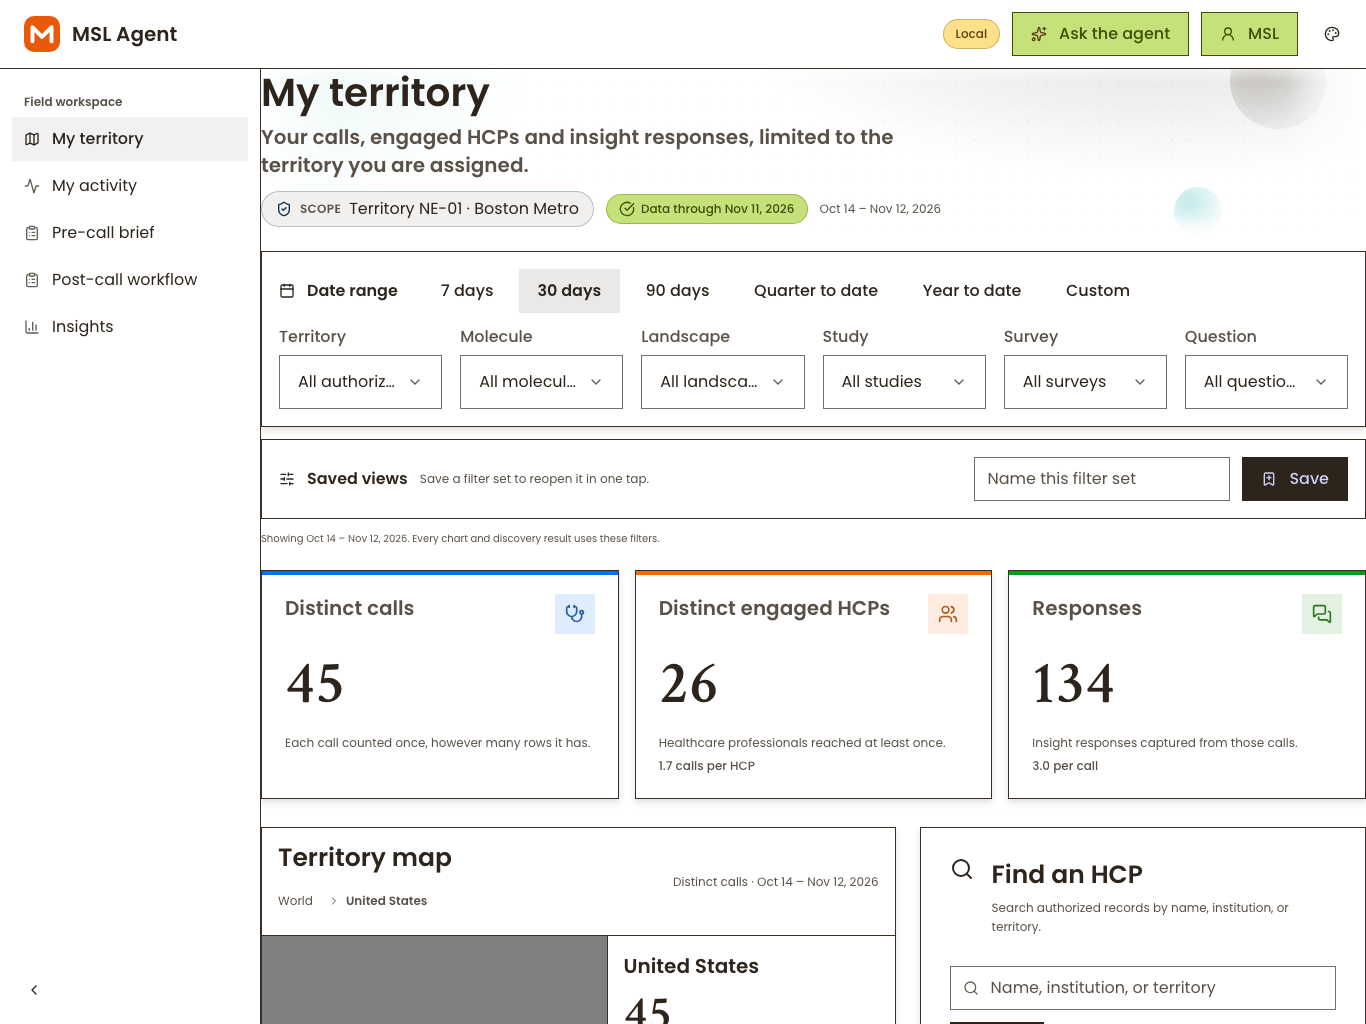 MSL Agent
Local
Ask the agent
MSL
Field workspace
My territory
My activity
Pre-call brief
Post-call workflow
Insights
My territory
Your calls, engaged HCPs and insight responses, limited to the
territory you are assigned.
SCOPE Territory NE-01 · Boston Metro
Data through Nov 11, 2026
Oct 14 – Nov 12, 2026
Date range
7 days
30 days
90 days
Quarter to date
Year to date
Custom
Territory
Molecule
Landscape
Study
Survey
Question
All authoriz...
All molecul...
All landsca...
All studies
All surveys
All questio...
Saved views
Save a filter set to reopen it in one tap.
Name this filter set
Save
Showing Oct 14 – Nov 12, 2026. Every chart and discovery result uses these filters.
Distinct calls
45
Each call counted once, however many rows it has.
Distinct engaged HCPs
26
Healthcare professionals reached at least once.
1.7 calls per HCP
Responses
134
Insight responses captured from those calls.
3.0 per call
Territory map
Distinct calls · Oct 14 – Nov 12, 2026
World
United States
United States
45
Find an HCP
Search authorized records by name, institution, or
territory.
Name, institution, or territory